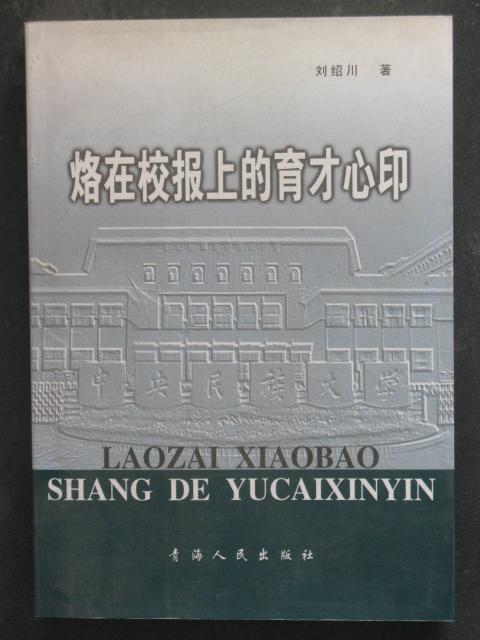 刘绍川 著
烙在校报上的育才心印
中央民族大学
LAOZAI XIAOBAO
SHANG DE YUCAIXINYIN
青海人民出版社